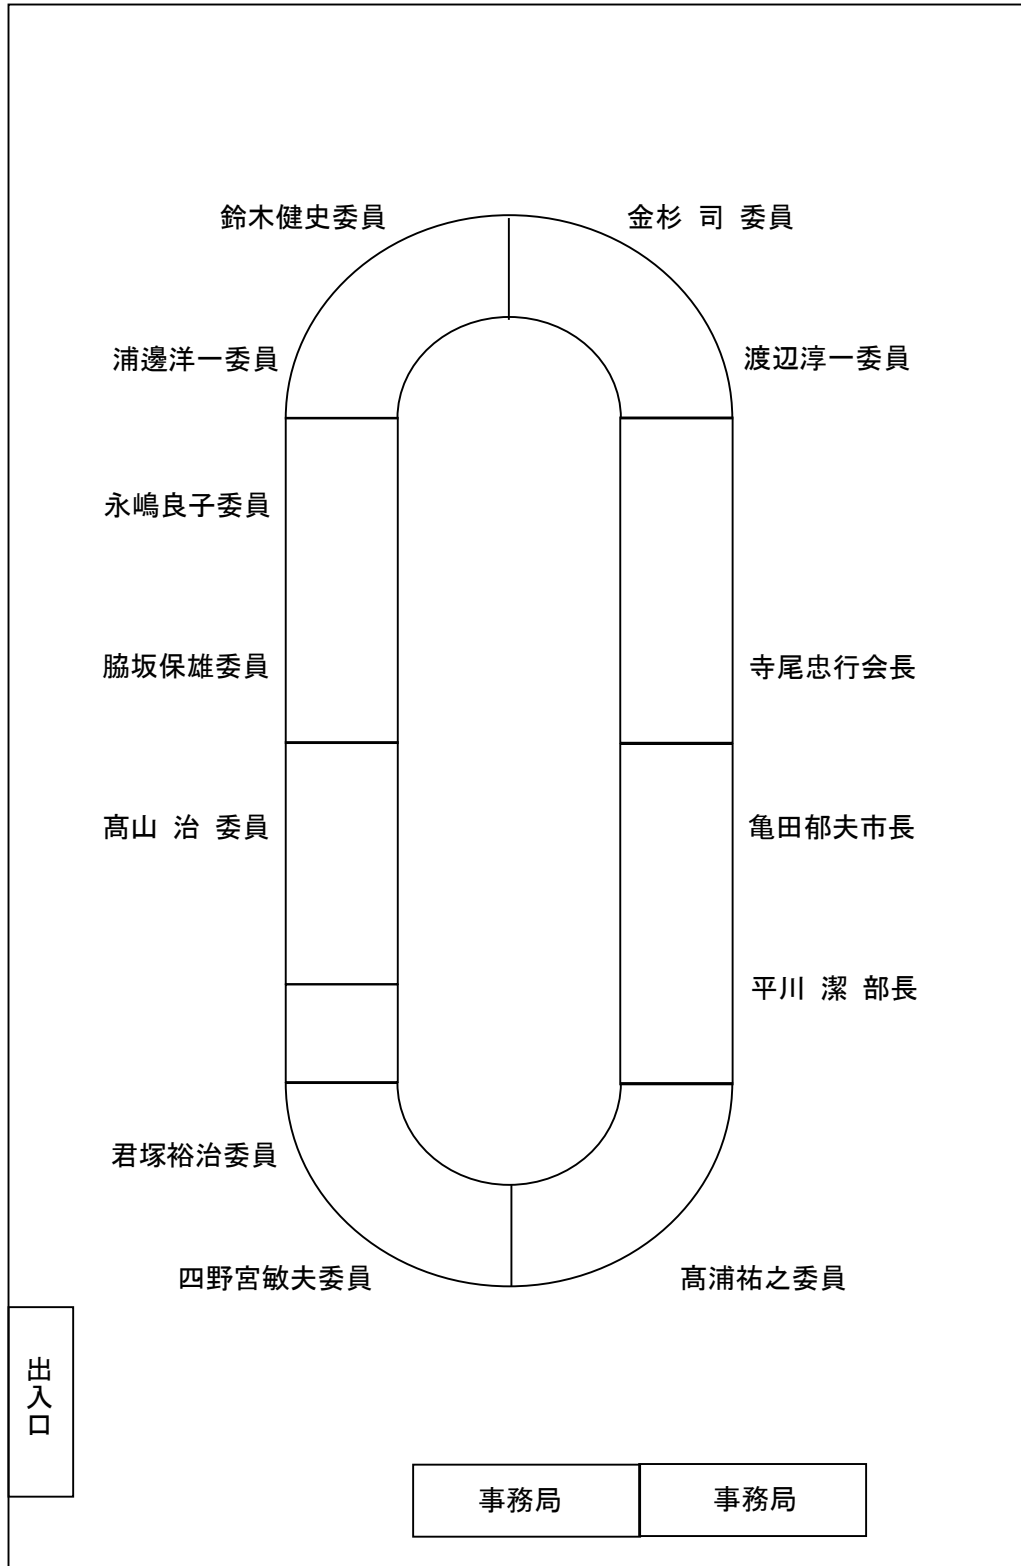 鈴木健史委員
金杉 司 委員
浦邊洋一委員
渡辺淳一委員
永嶋良子委員
脇坂保雄委員
寺尾忠行会長
髙山 治 委員
亀田郁夫市長
平川 潔 部長
君塚裕治委員
四野宮敏夫委員
髙浦祐之委員
出入口
事務局
事務局